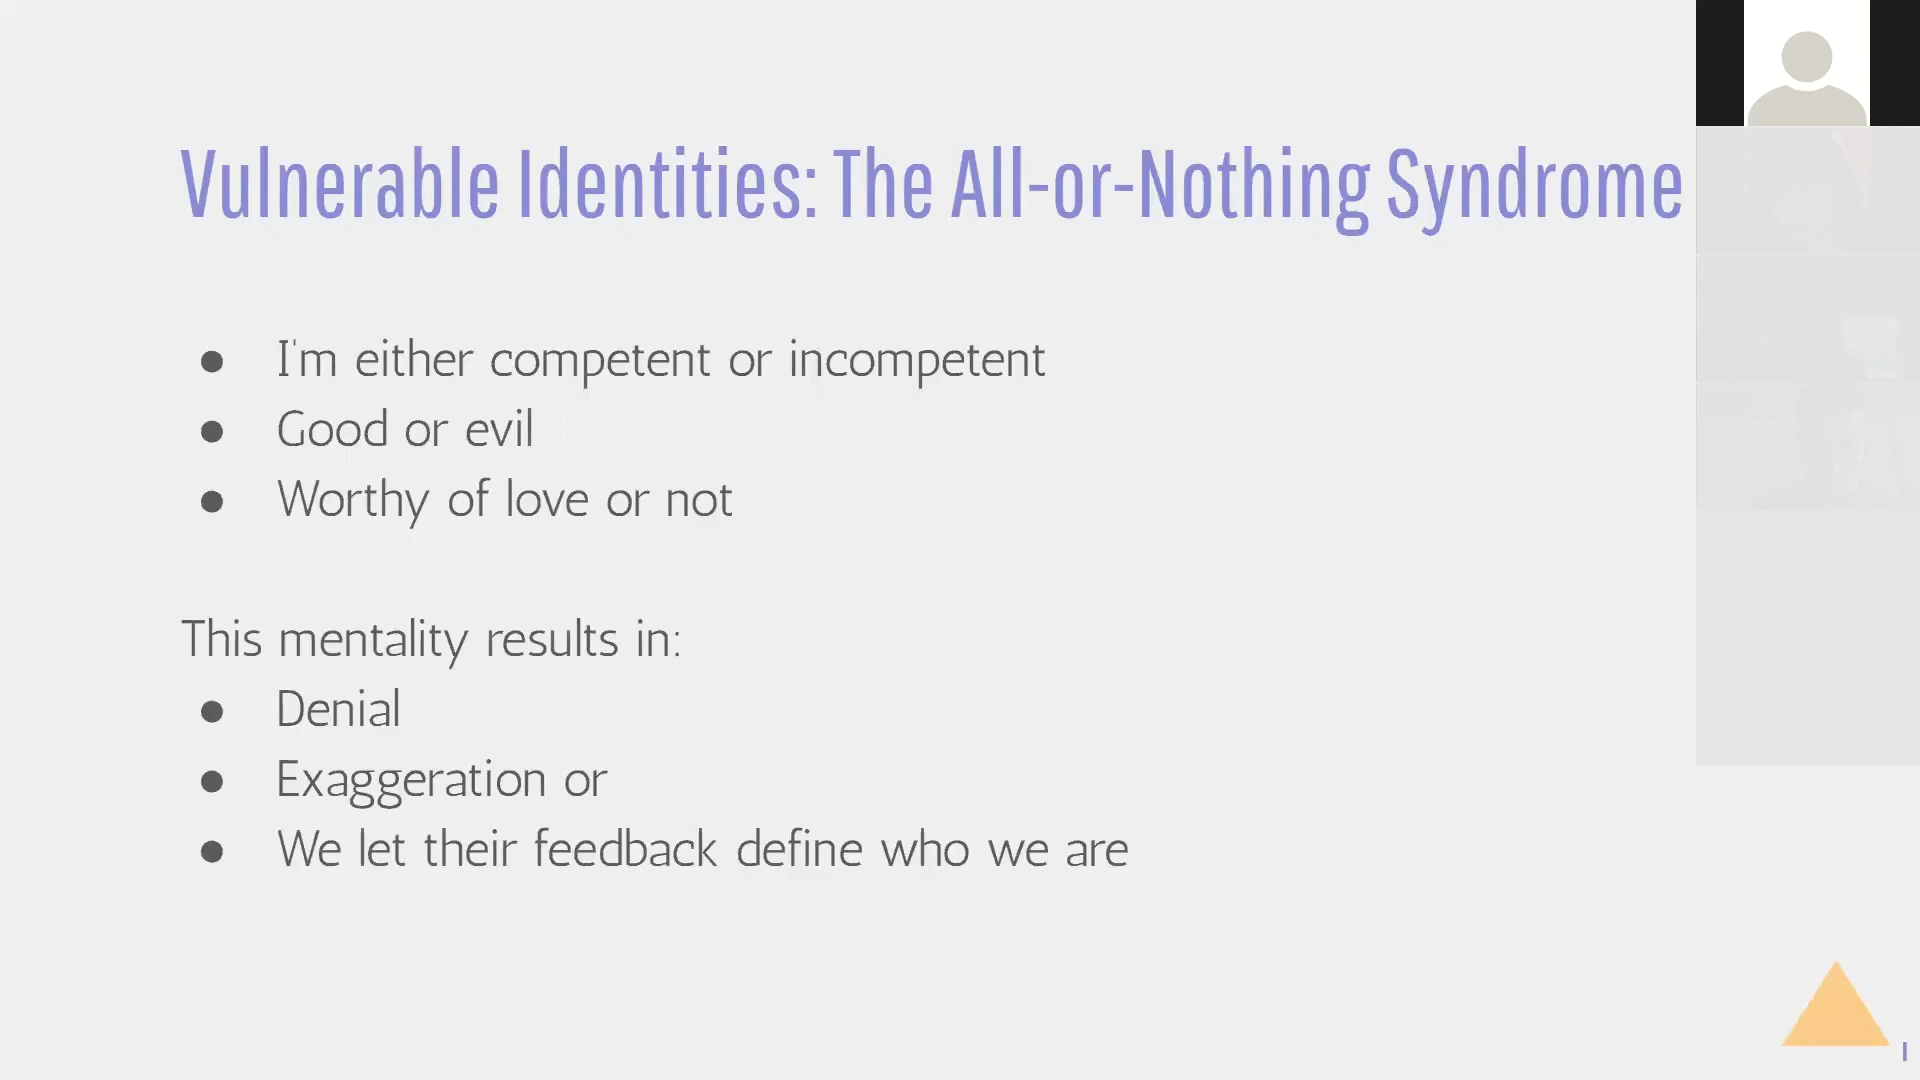 Vulnerable Identities: The All-or-Nothing Syndrome
● I'm either competent or incompetent
● Good or evil
● Worthy of love or not
This mentality results in:
● Denial
● Exaggeration or
● We let their feedback define who we are